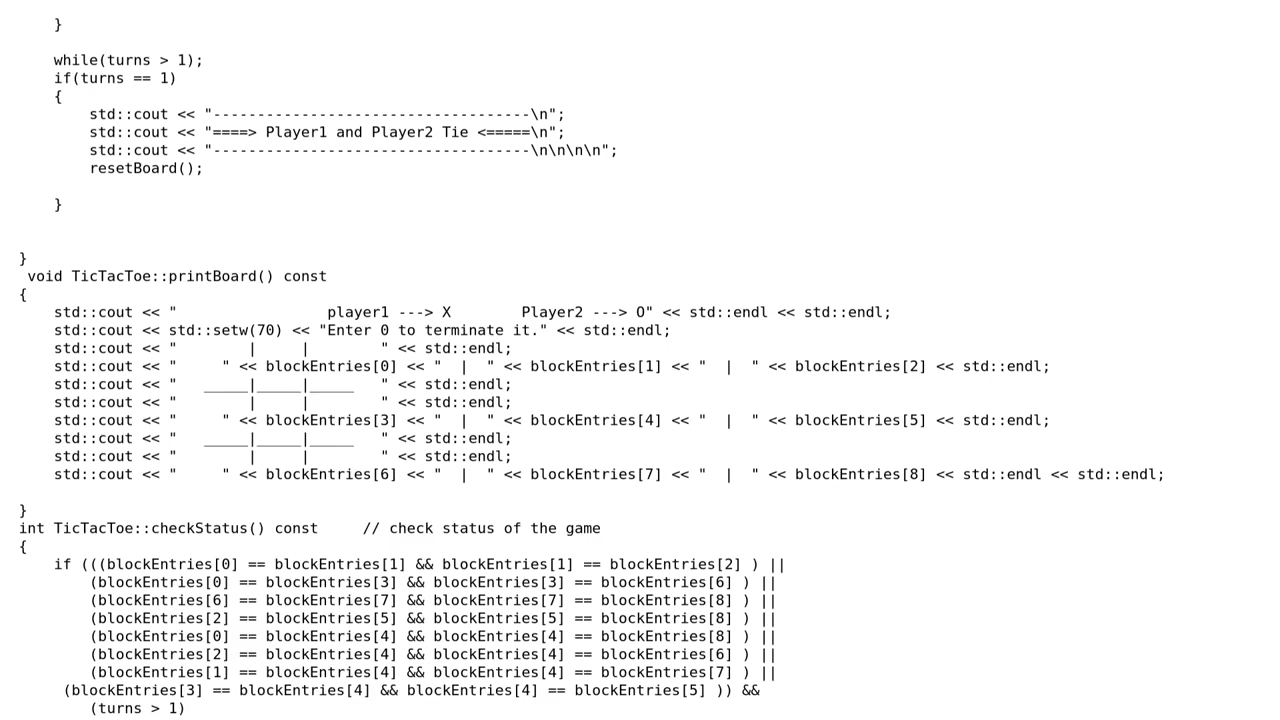 }

    while(turns > 1);
    if(turns == 1)
    {
        std::cout << "------------------------------------\n";
        std::cout << "====> Player1 and Player2 Tie <=====\n";
        std::cout << "------------------------------------\n\n\n\n";
        resetBoard();

    }


}
 void TicTacToe::printBoard() const
{
    std::cout << "                 player1 ---> X        Player2 ---> O" << std::endl << std::endl;
    std::cout << std::setw(70) << "Enter 0 to terminate it." << std::endl;
    std::cout << "        |     |        " << std::endl;
    std::cout << "     " << blockEntries[0] << "  |  " << blockEntries[1] << "  |  " << blockEntries[2] << std::endl;
    std::cout << "   _____|_____|_____   " << std::endl;
    std::cout << "        |     |        " << std::endl;
    std::cout << "     " << blockEntries[3] << "  |  " << blockEntries[4] << "  |  " << blockEntries[5] << std::endl;
    std::cout << "   _____|_____|_____   " << std::endl;
    std::cout << "        |     |        " << std::endl;
    std::cout << "     " << blockEntries[6] << "  |  " << blockEntries[7] << "  |  " << blockEntries[8] << std::endl << std::endl;

}
int TicTacToe::checkStatus() const     // check status of the game
{
    if (((blockEntries[0] == blockEntries[1] && blockEntries[1] == blockEntries[2] ) ||
        (blockEntries[0] == blockEntries[3] && blockEntries[3] == blockEntries[6] ) ||
        (blockEntries[6] == blockEntries[7] && blockEntries[7] == blockEntries[8] ) ||
        (blockEntries[2] == blockEntries[5] && blockEntries[5] == blockEntries[8] ) ||
        (blockEntries[0] == blockEntries[4] && blockEntries[4] == blockEntries[8] ) ||
        (blockEntries[2] == blockEntries[4] && blockEntries[4] == blockEntries[6] ) ||
        (blockEntries[1] == blockEntries[4] && blockEntries[4] == blockEntries[7] ) ||
     (blockEntries[3] == blockEntries[4] && blockEntries[4] == blockEntries[5] )) &&
        (turns > 1)